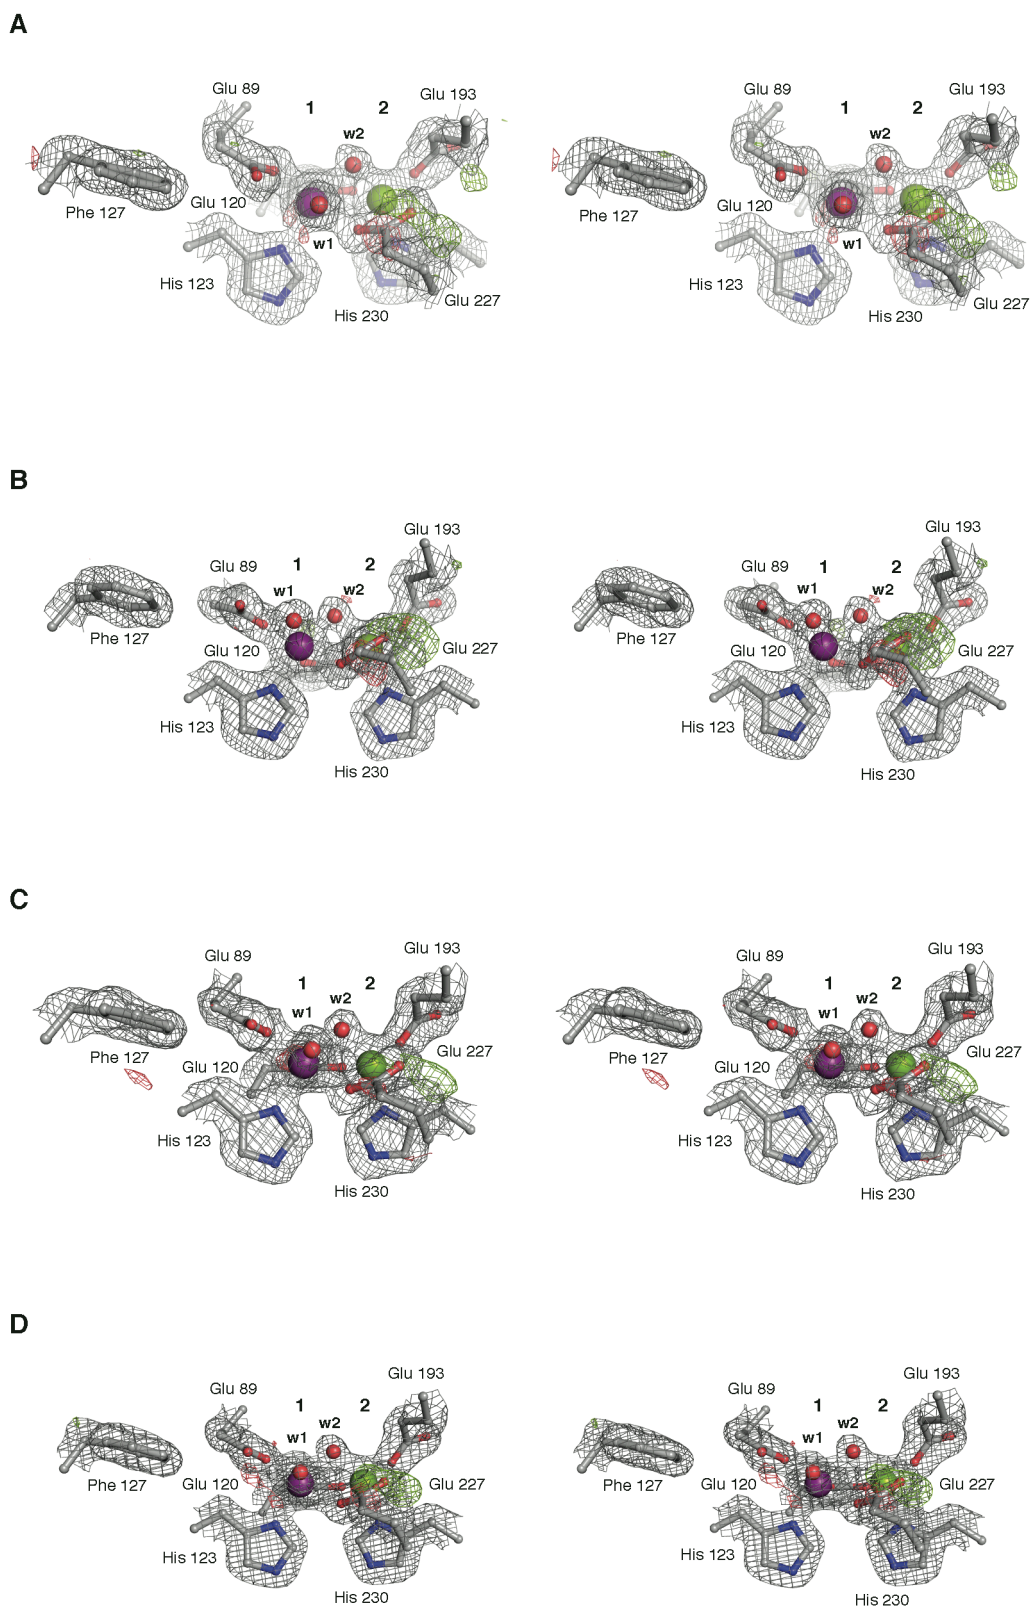 A
Glu 89 1 2 Glu 193 Glu 89 1 2 Glu 193
w2 w2
Phe 127 Glu 120 Phe 127 Glu 120
w1 w1
His 123 His 230 Glu 227 His 123 His 230 Glu 227
B
Glu 193 Glu 193
Glu 89 1 2 Glu 89 1 2
w1 w2 w1 w2
Phe 127 Glu 120 Glu 227 Phe 127 Glu 120 Glu 227
His 123 His 123
His 230 His 230
C
Glu 89 Glu 193 Glu 89 Glu 193
1 2 1 2
w1 w2 w1 w2
Phe 127 Glu 120 Glu 227 Phe 127 Glu 120 Glu 227
His 123 His 123
His 230 His 230
D
Glu 89 Glu 193 Glu 89 Glu 193
1 2 1 2
w1 w2 w1 w2
Phe 127 Glu 120 Glu 227 Phe 127 Glu 120 Glu 227
His 123 His 123
His 230 His 230